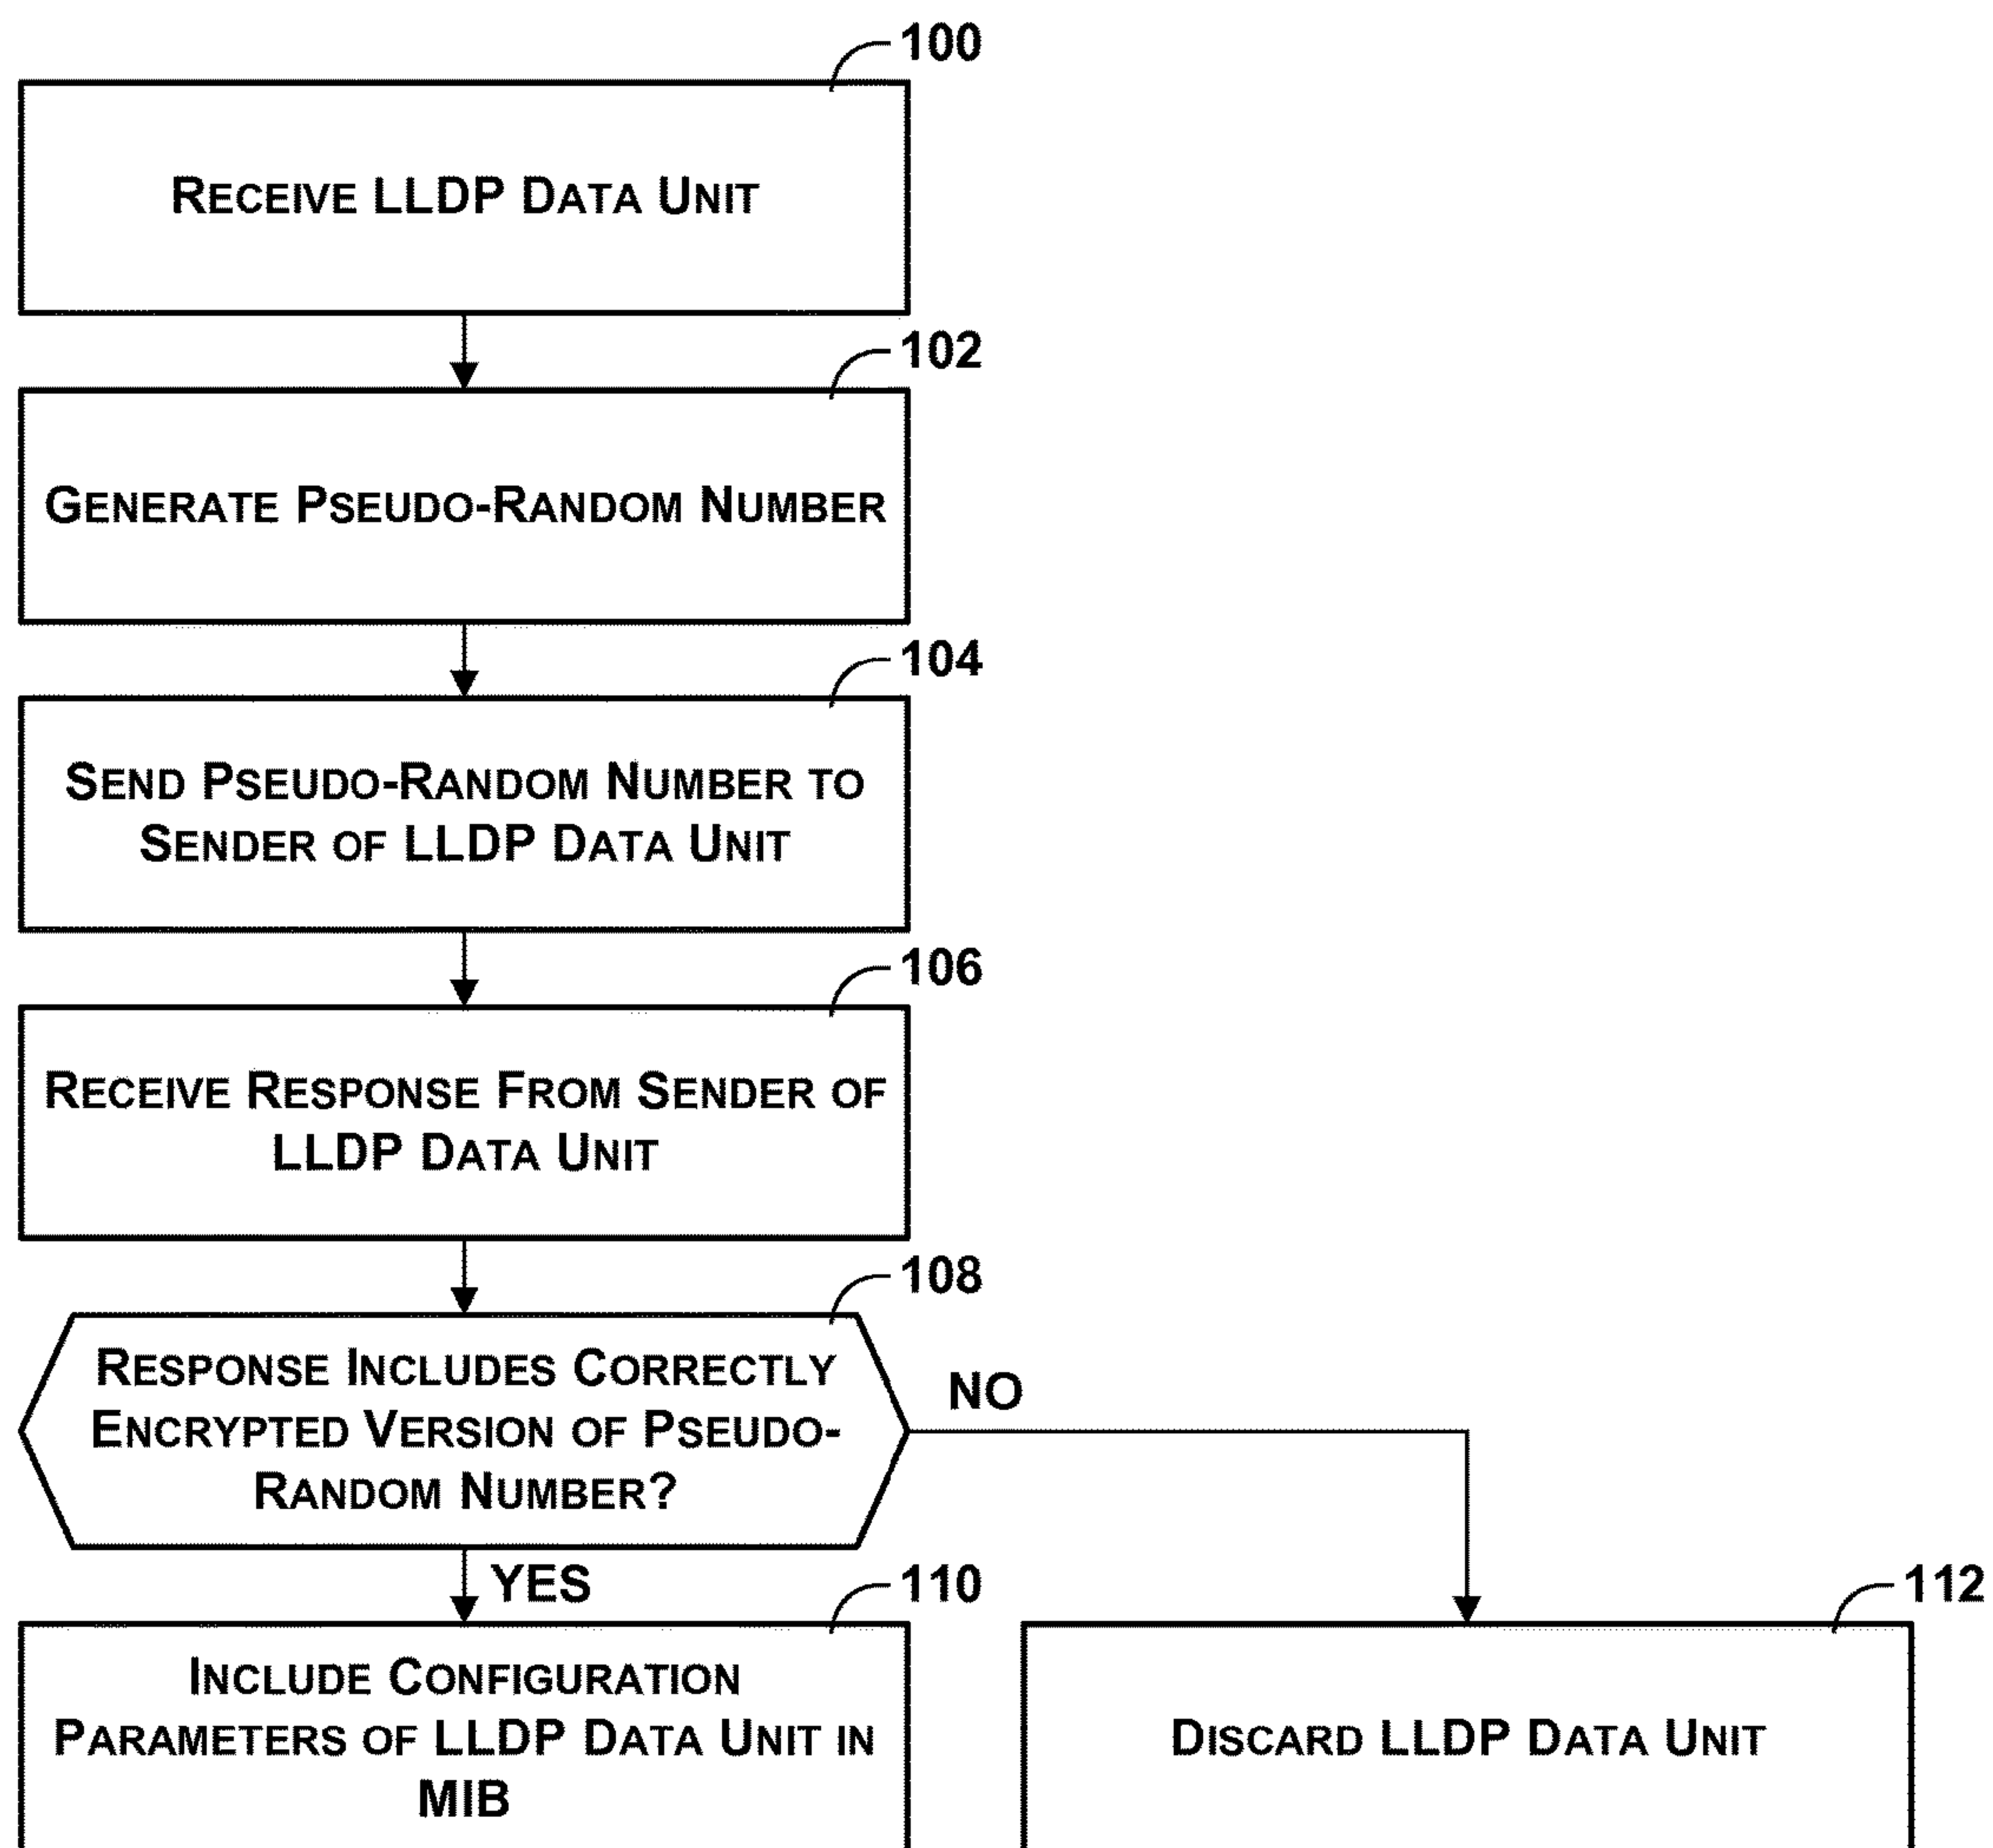 100
RECEIVE LLDP DATA UNIT
102
GENERATE PSEUDO-RANDOM NUMBER
104
SEND PSEUDO-RANDOM NUMBER TO
SENDER OF LLDP DATA UNIT
106
RECEIVE RESPONSE FROM SENDER OF
LLDP DATA UNIT
108
RESPONSE INCLUDES CORRECTLY
ENCRYPTED VERSION OF PSEUDO-
RANDOM NUMBER?
NO
YES
110
INCLUDE CONFIGURATION
PARAMETERS OF LLDP DATA UNIT IN
MIB
112
DISCARD LLDP DATA UNIT